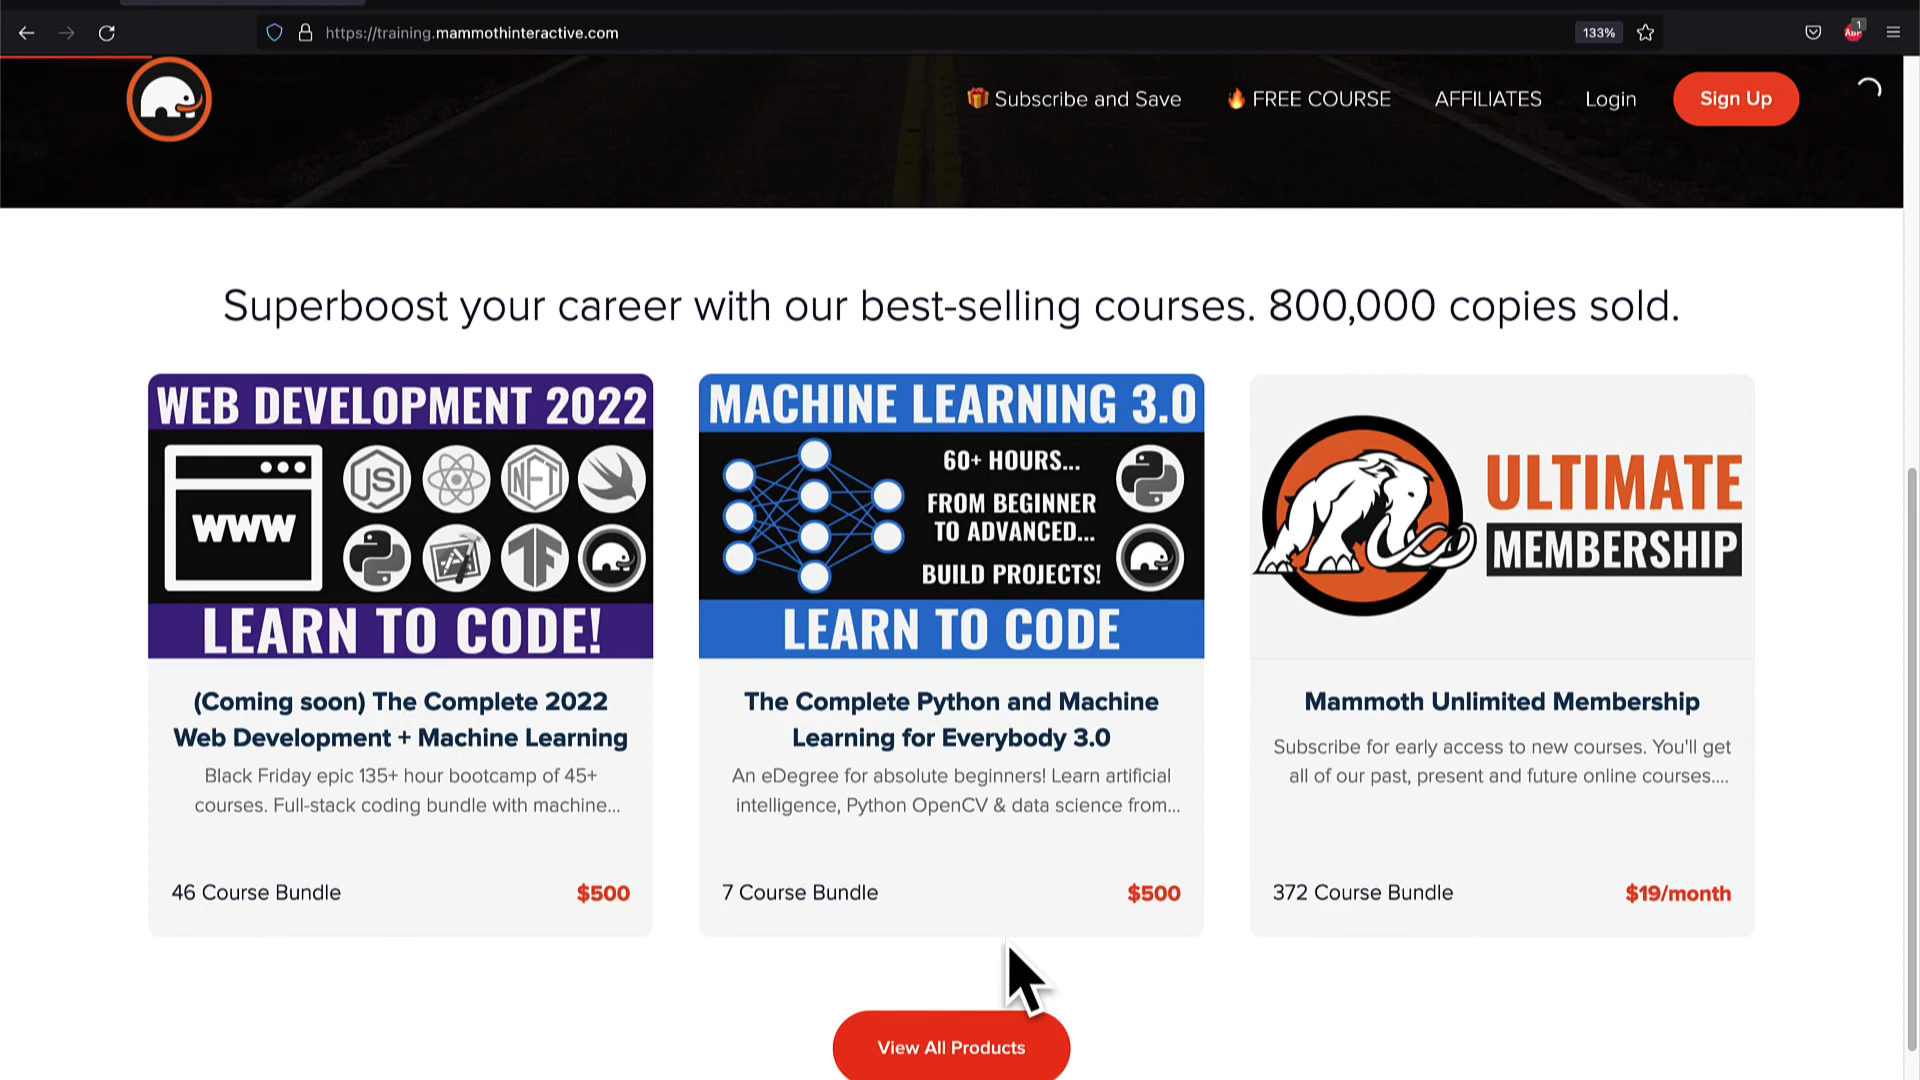 https://training.mammothinteractive.com
133%
1
ABP
🎁 Subscribe and Save
🔥 FREE COURSE
AFFILIATES
Login
Sign Up
Superboost your career with our best-selling courses. 800,000 copies sold.
WEB DEVELOPMENT 2022
WWW
JS
NFT
LEARN TO CODE!
(Coming soon) The Complete 2022
Web Development + Machine Learning
Black Friday epic 135+ hour bootcamp of 45+
courses. Full-stack coding bundle with machine...
46 Course Bundle
$500
MACHINE LEARNING 3.0
60+ HOURS...
FROM BEGINNER
TO ADVANCED...
BUILD PROJECTS!
LEARN TO CODE
The Complete Python and Machine
Learning for Everybody 3.0
An eDegree for absolute beginners! Learn artificial
intelligence, Python OpenCV & data science from...
7 Course Bundle
$500
ULTIMATE
MEMBERSHIP
Mammoth Unlimited Membership
Subscribe for early access to new courses. You'll get
all of our past, present and future online courses....
372 Course Bundle
$19/month
View All Products